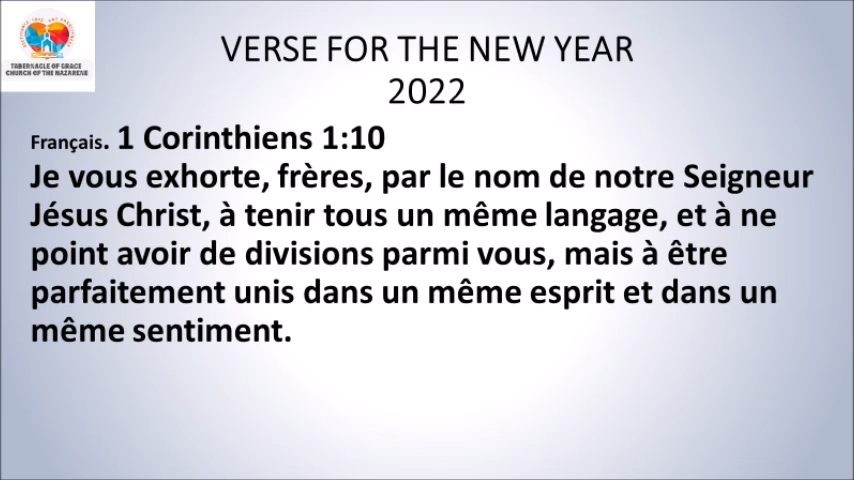 TABERNACLE OF GRACE
CHURCH OF THE NAZARENE
VERSE FOR THE NEW YEAR
2022
Français. 1 Corinthiens 1:10
Je vous exhorte, frères, par le nom de notre Seigneur
Jésus Christ, à tenir tous un même langage, et à ne
point avoir de divisions parmi vous, mais à être
parfaitement unis dans un même esprit et dans un
même sentiment.